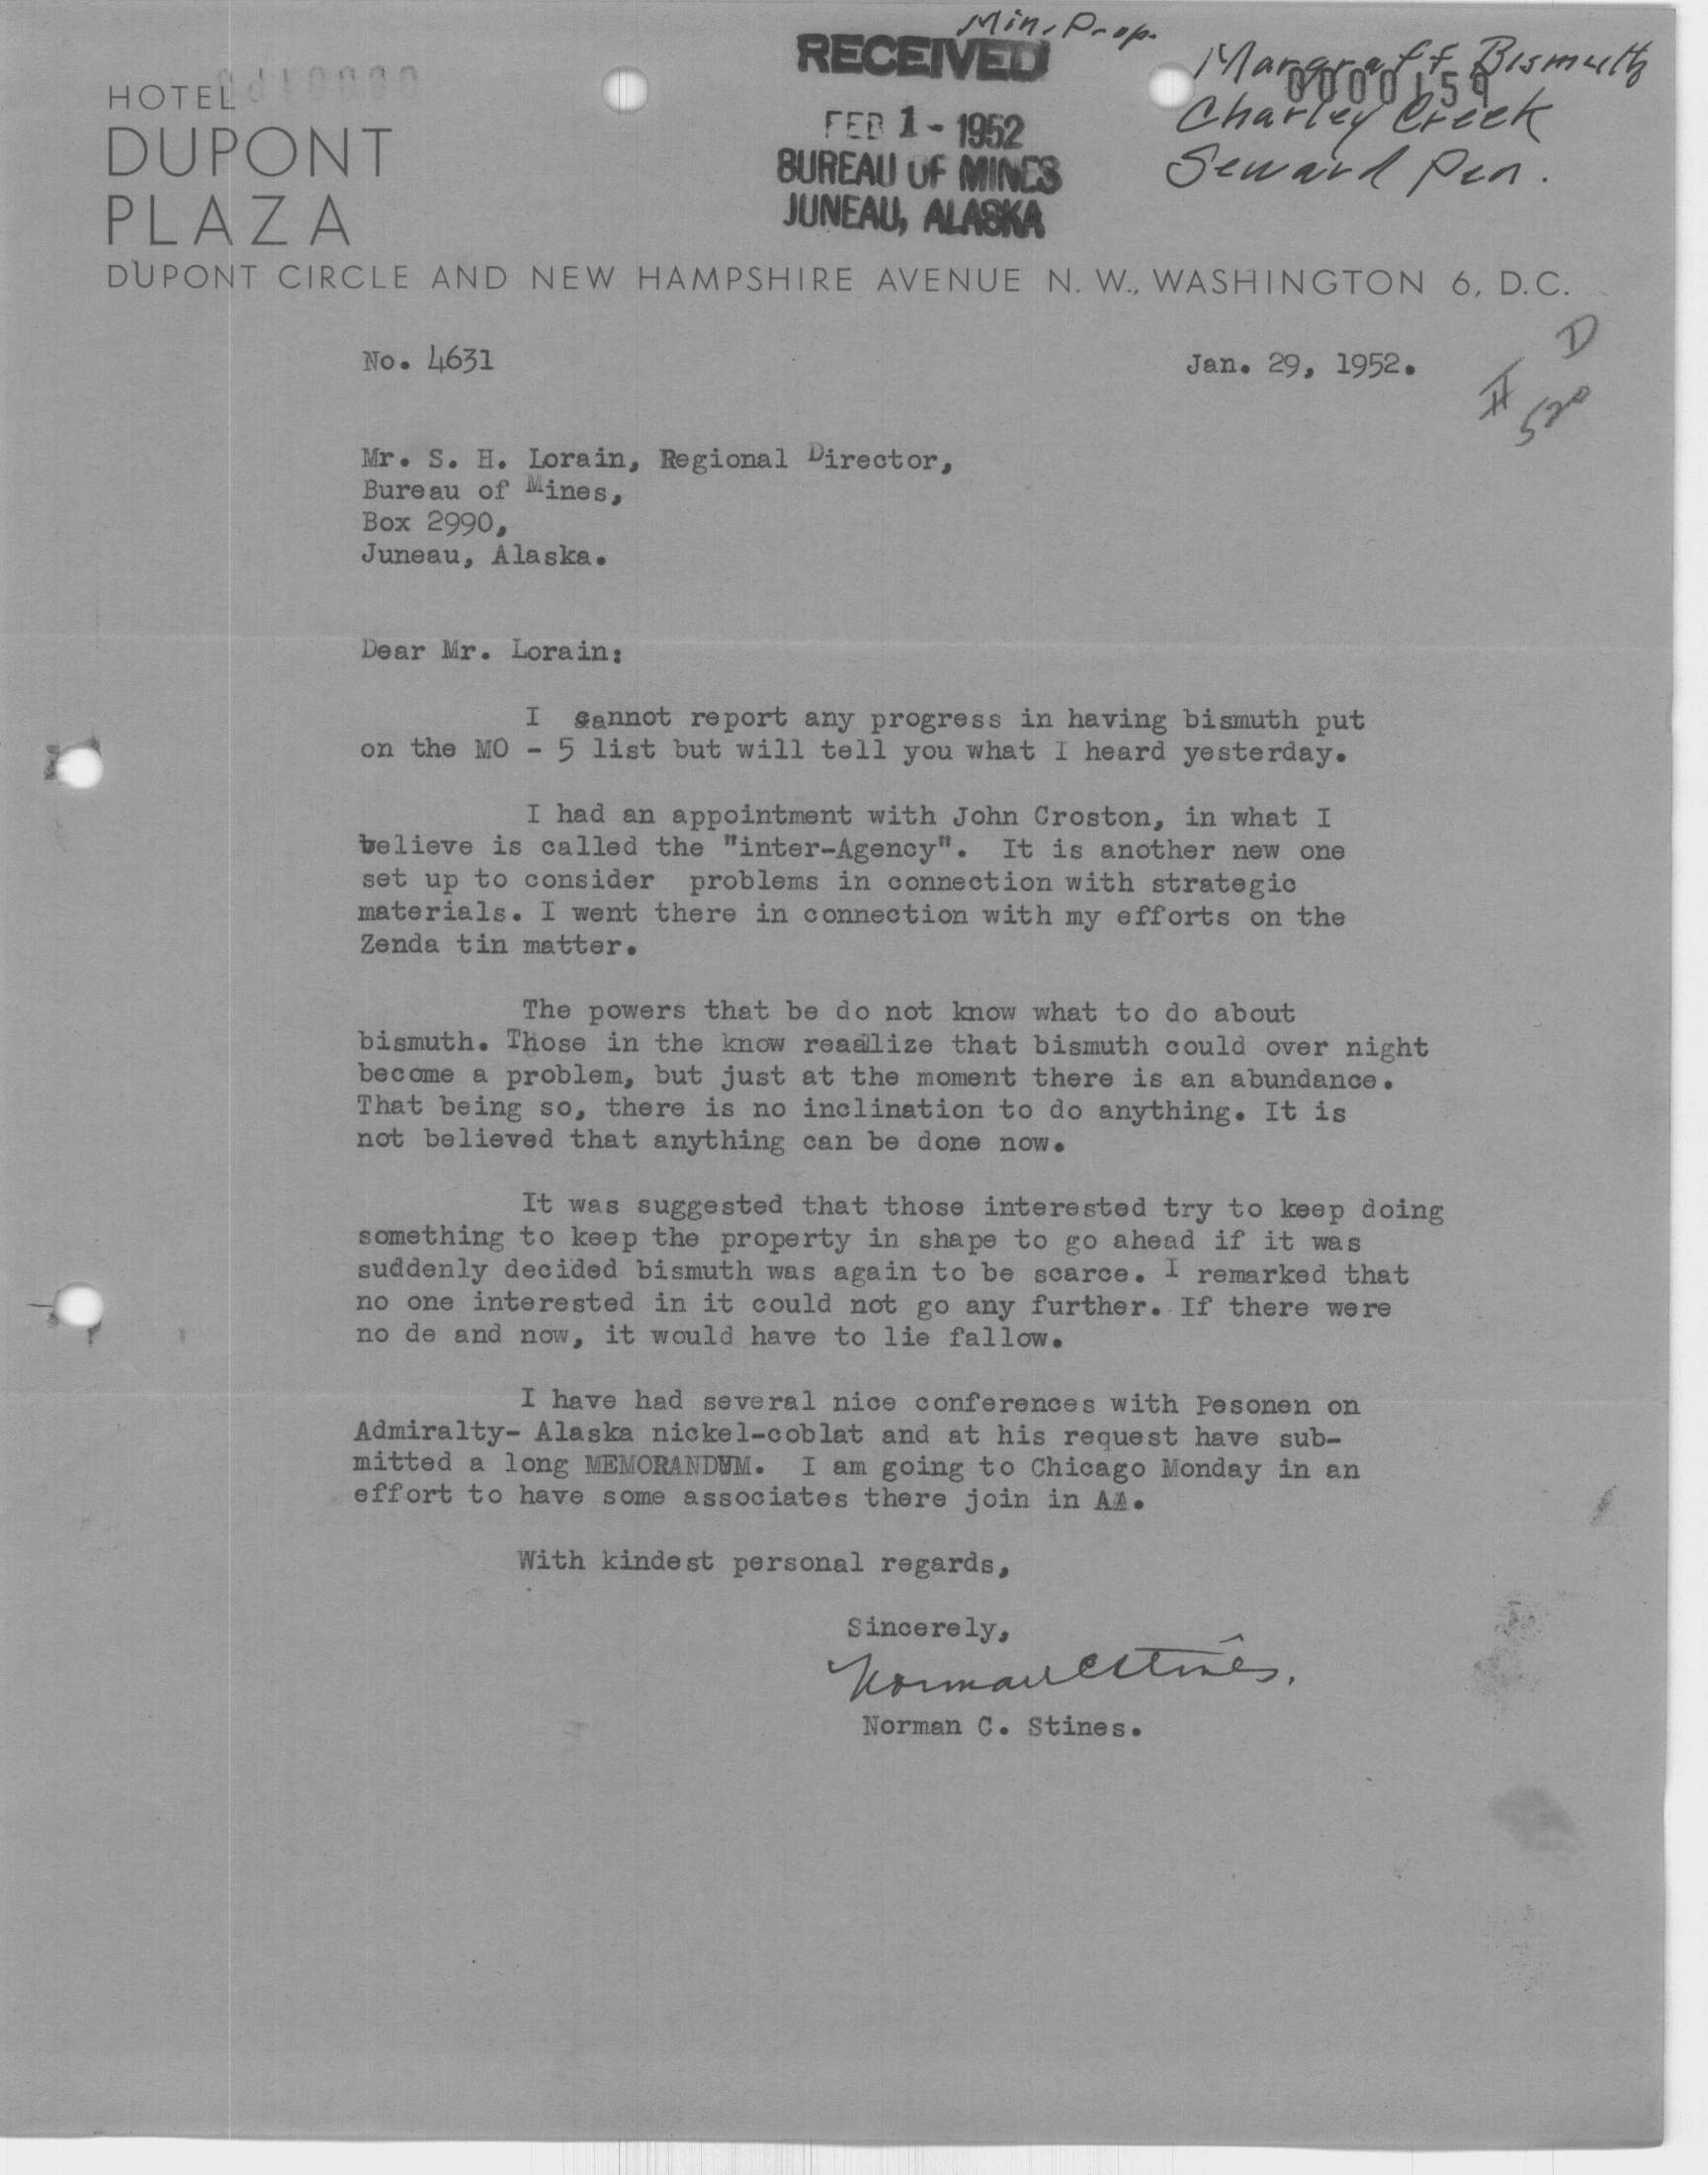 Min. Prop.
RECEIVED
FEB 1 - 1952
BUREAU OF MINES
JUNEAU, ALASKA
Margraff Bismuth
0000159
Charley Creek
Seward Pen.
HOTEL
DUPONT
PLAZA
DUPONT CIRCLE AND NEW HAMPSHIRE AVENUE N. W., WASHINGTON 6, D.C.
No. 4631 Jan. 29, 1952.
D
II
520
Mr. S. H. Lorain, Regional Director,
Bureau of Mines,
Box 2990,
Juneau, Alaska.
Dear Mr. Lorain:
I cannot report any progress in having bismuth put
on the MO - 5 list but will tell you what I heard yesterday.
I had an appointment with John Croston, in what I
believe is called the "inter-Agency". It is another new one
set up to consider problems in connection with strategic
materials. I went there in connection with my efforts on the
Zenda tin matter.
The powers that be do not know what to do about
bismuth. Those in the know reaalize that bismuth could over night
become a problem, but just at the moment there is an abundance.
That being so, there is no inclination to do anything. It is
not believed that anything can be done now.
It was suggested that those interested try to keep doing
something to keep the property in shape to go ahead if it was
suddenly decided bismuth was again to be scarce. I remarked that
no one interested in it could not go any further. If there were
no de and now, it would have to lie fallow.
I have had several nice conferences with Pesonen on
Admiralty- Alaska nickel-coblat and at his request have sub-
mitted a long MEMORANDUM. I am going to Chicago Monday in an
effort to have some associates there join in AA.
With kindest personal regards,
Sincerely,
Norman C Stines.
Norman C. Stines.